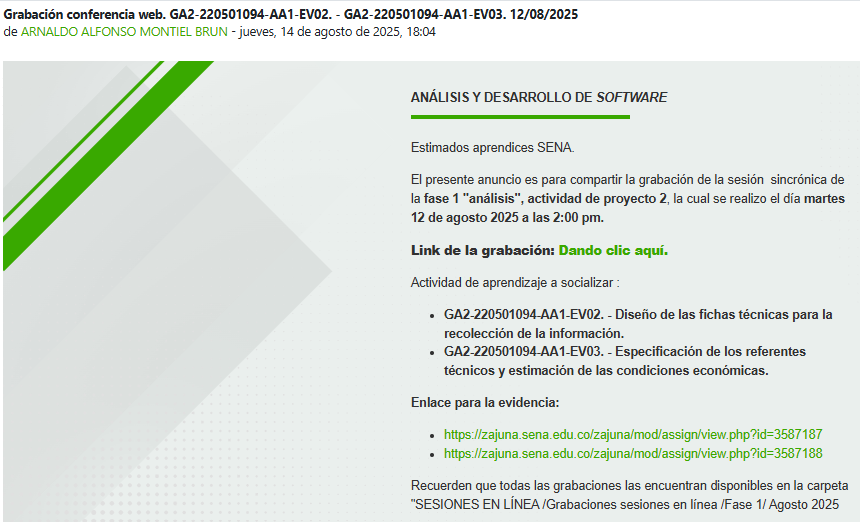 Grabación conferencia web. GA2-220501094-AA1-EV02. - GA2-220501094-AA1-EV03. 12/08/2025
de ARNALDO ALFONSO MONTIEL BRUN - jueves, 14 de agosto de 2025, 18:04
ANÁLISIS Y DESARROLLO DE SOFTWARE
Estimados aprendices SENA.
El presente anuncio es para compartir la grabación de la sesión sincrónica de
la fase 1 "análisis", actividad de proyecto 2, la cual se realizo el día martes
12 de agosto 2025 a las 2:00 pm.
Link de la grabación: Dando clic aquí.
Actividad de aprendizaje a socializar :
• GA2-220501094-AA1-EV02. - Diseño de las fichas técnicas para la
recolección de la información.
• GA2-220501094-AA1-EV03. - Especificación de los referentes
técnicos y estimación de las condiciones económicas.
Enlace para la evidencia:
• https://zajuna.sena.edu.co/zajuna/mod/assign/view.php?id=3587187
• https://zajuna.sena.edu.co/zajuna/mod/assign/view.php?id=3587188
Recuerden que todas las grabaciones las encuentran disponibles en la carpeta
"SESIONES EN LÍNEA /Grabaciones sesiones en línea /Fase 1/ Agosto 2025